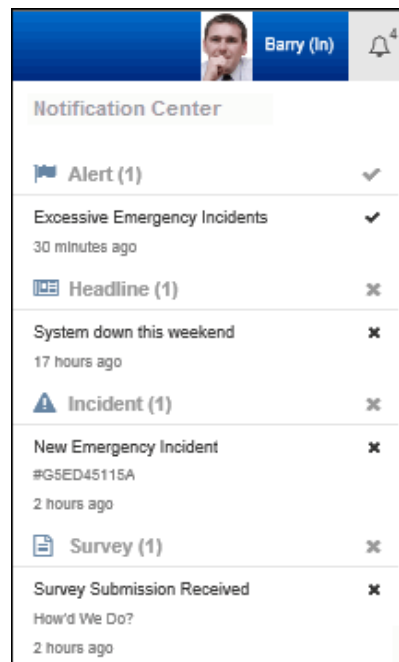 Barry (In)
4
Notification Center
Alert (1)
Excessive Emergency Incidents
30 minutes ago
Headline (1)
System down this weekend
17 hours ago
Incident (1)
New Emergency Incident
#G5ED45115A
2 hours ago
Survey (1)
Survey Submission Received
How'd We Do?
2 hours ago